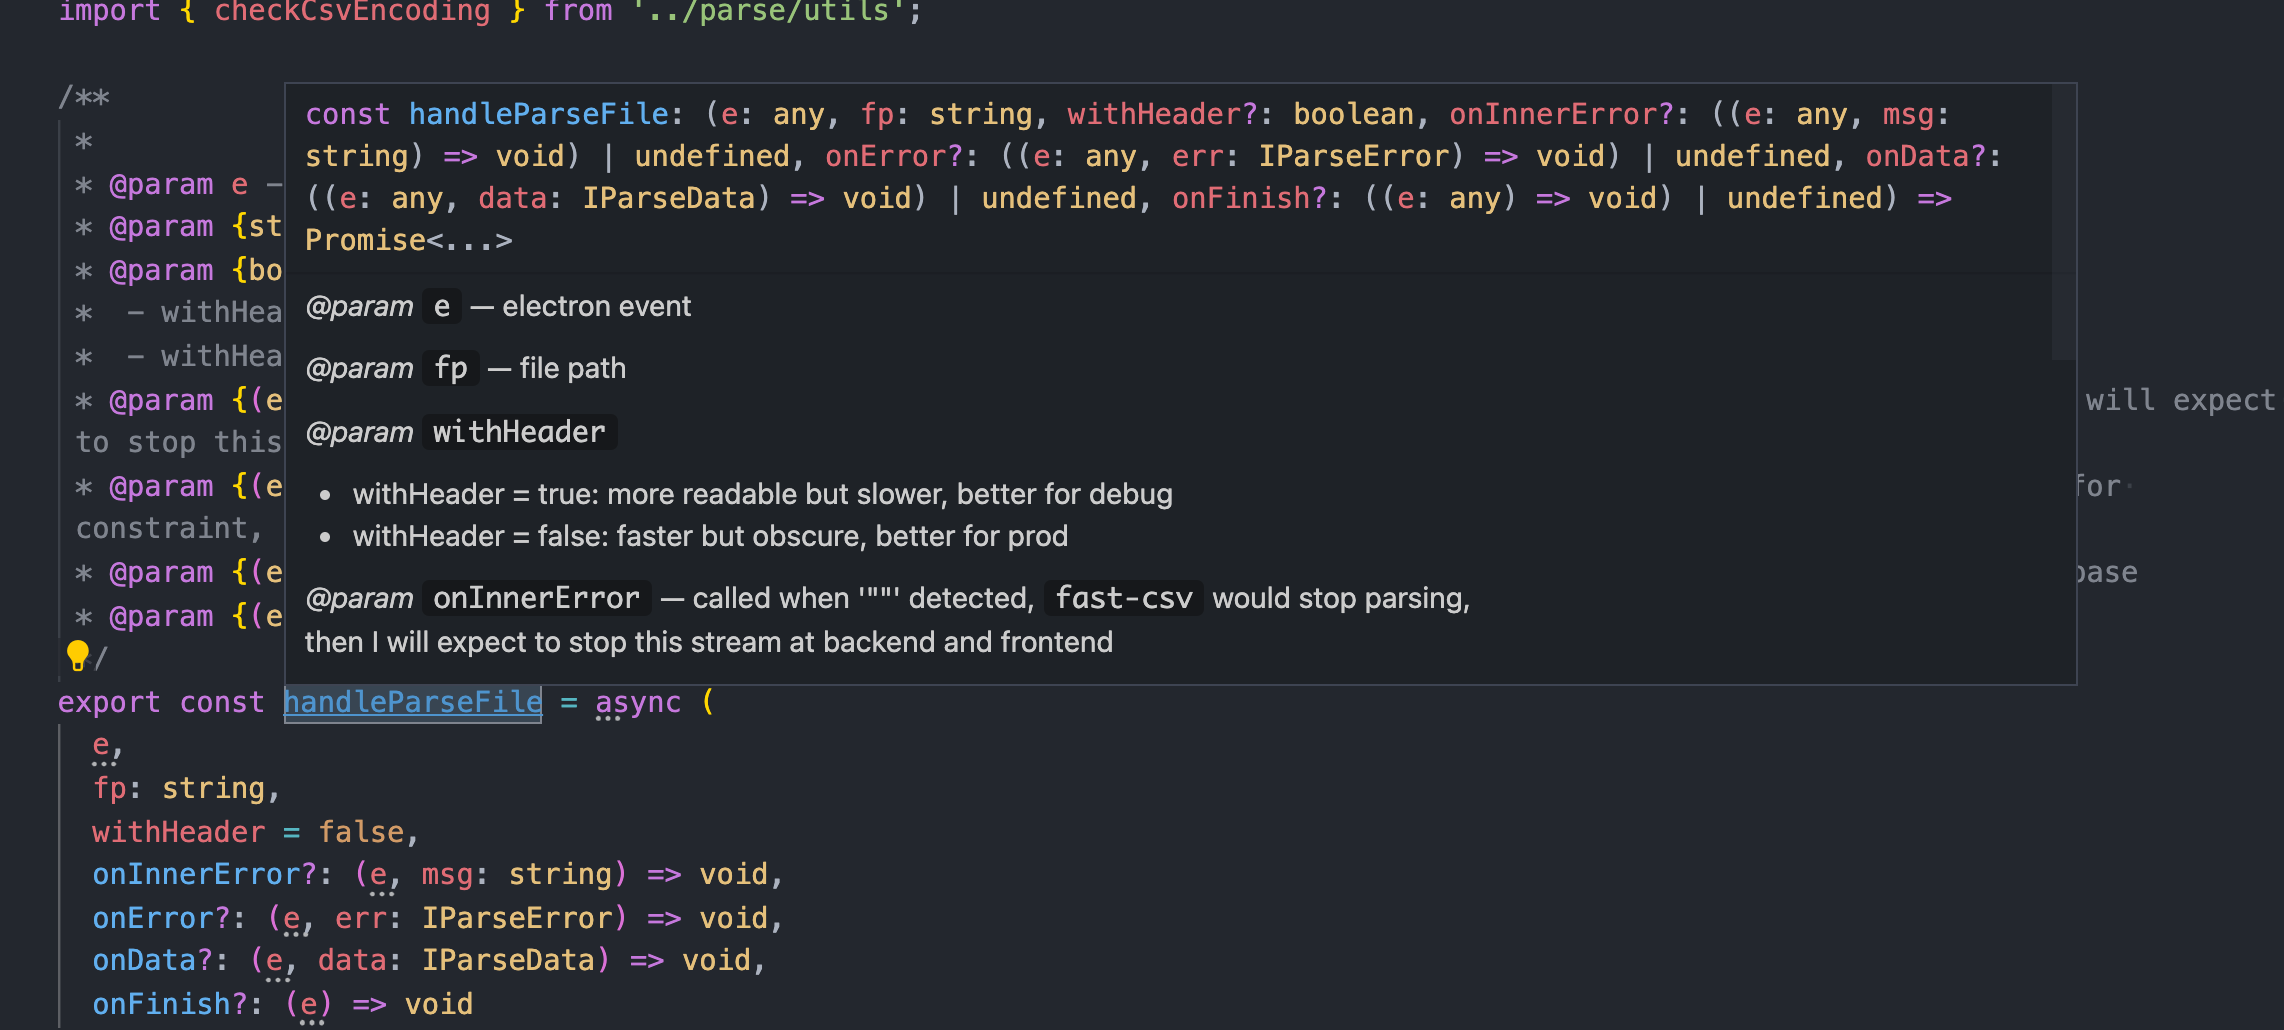 import { checkCsvEncoding } from '../parse/utils';
/**
*
* @param e –
* @param {st
* @param {bo
* – withHea
* – withHea
* @param {(e
to stop this
* @param {(e
constraint,
* @param {(e
* @param {(e
/
const handleParseFile: (e: any, fp: string, withHeader?: boolean, onInnerError?: ((e: any, msg:
string) => void) | undefined, onError?: ((e: any, err: IParseError) => void) | undefined, onData?:
((e: any, data: IParseData) => void) | undefined, onFinish?: ((e: any) => void) | undefined) =>
Promise<...>
@param e — electron event
@param fp — file path
@param withHeader
• withHeader = true: more readable but slower, better for debug
• withHeader = false: faster but obscure, better for prod
@param onInnerError — called when '""' detected, fast-csv would stop parsing,
then I will expect to stop this stream at backend and frontend
will expect
for
base
export const handleParseFile = async (
e,
fp: string,
withHeader = false,
onInnerError?: (e, msg: string) => void,
onError?: (e, err: IParseError) => void,
onData?: (e, data: IParseData) => void,
onFinish?: (e) => void